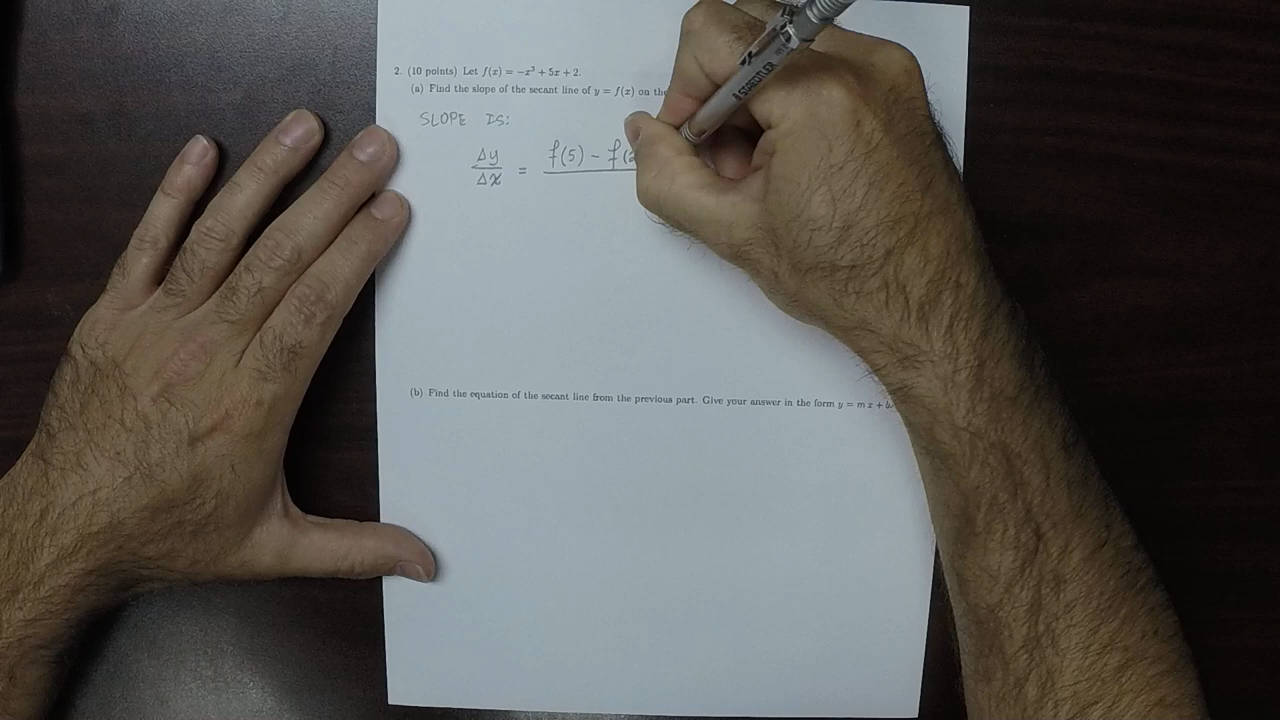 2. (10 points) Let f(x) = −x³ + 5x + 2.
(a) Find the slope of the secant line of y = f(x) on the
SLOPE IS:
Δy/Δx = f(5) − f(
(b) Find the equation of the secant line from the previous part. Give your answer in the form y = m x + b
STAEDTLER